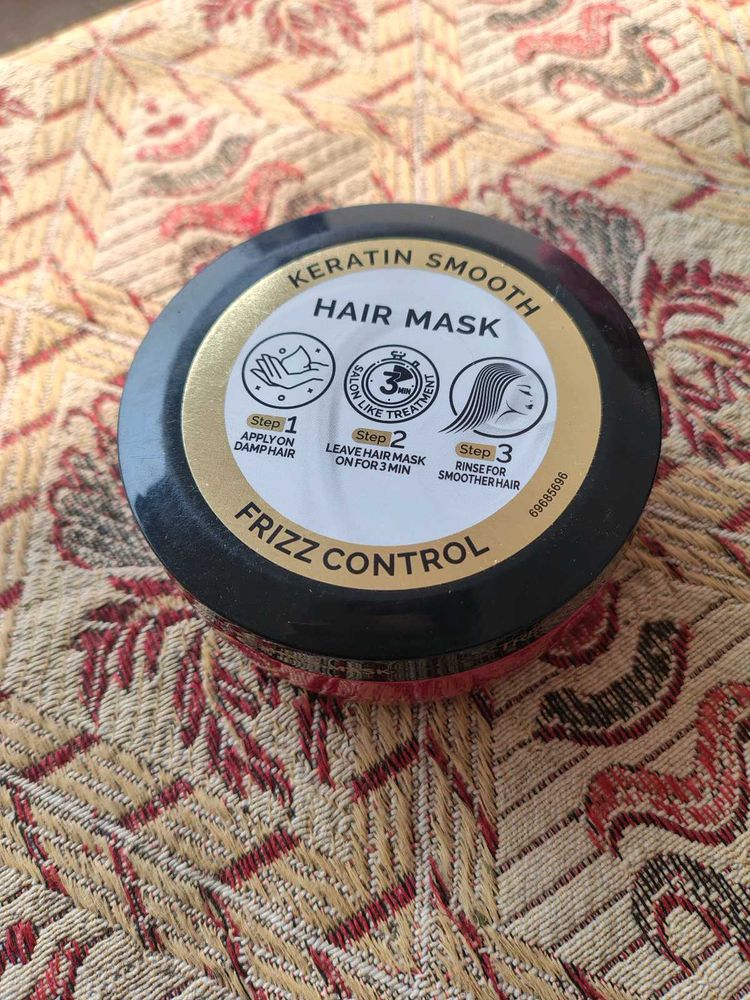 KERATIN SMOOTH
HAIR MASK
3 MIN
SALON LIKE TREATMENT
Step 1
APPLY ON
DAMP HAIR
Step 2
LEAVE HAIR MASK
ON FOR 3 MIN
Step 3
RINSE FOR
SMOOTHER HAIR
69685696
FRIZZ CONTROL